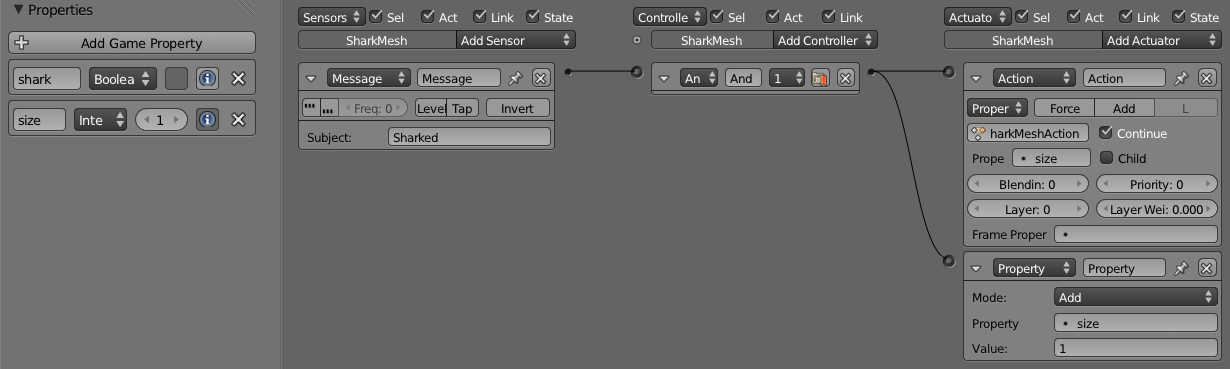 Properties
Add Game Property
shark Boolea
size Inte 1
Sensors Sel Act Link State
SharkMesh Add Sensor
Message Message
Freq: 0 Level Tap Invert
Subject: Sharked
Controlle Sel Act Link
SharkMesh Add Controller
An And 1
Actuato Sel Act Link State
SharkMesh Add Actuator
Action Action
Proper Force Add L
harkMeshAction Continue
Prope size Child
Blendin: 0 Priority: 0
Layer: 0 Layer Wei: 0.000
Frame Proper
Property Property
Mode: Add
Property size
Value: 1